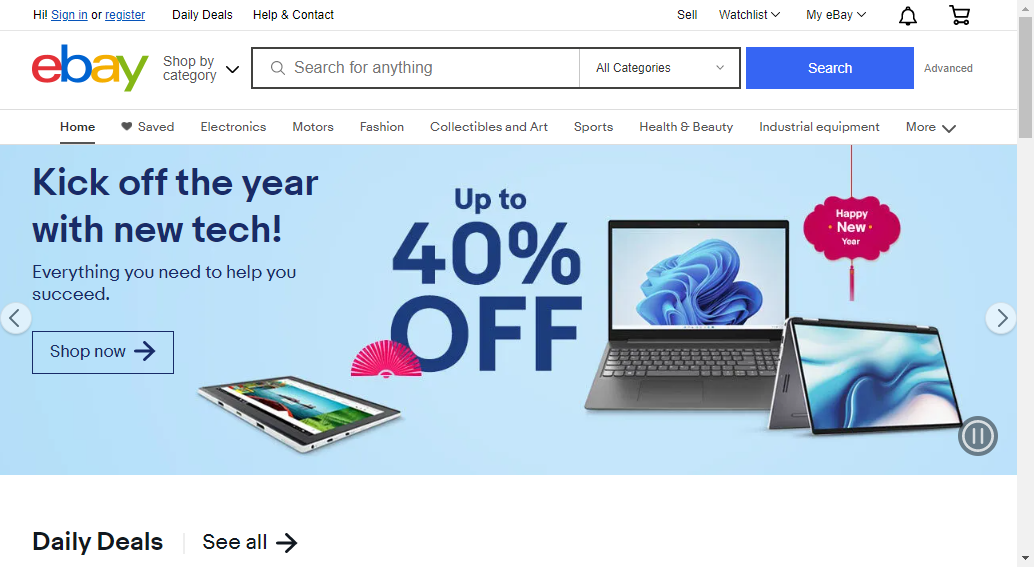 Hi! Sign in or register
Daily Deals
Help & Contact
Sell
Watchlist
My eBay
ebay
Shop by
category
Search for anything
All Categories
Search
Advanced
Home
Saved
Electronics
Motors
Fashion
Collectibles and Art
Sports
Health & Beauty
Industrial equipment
More
Kick off the year
with new tech!
Everything you need to help you
succeed.
Shop now
Up to
40%
OFF
Happy
New
Year
Daily Deals
See all